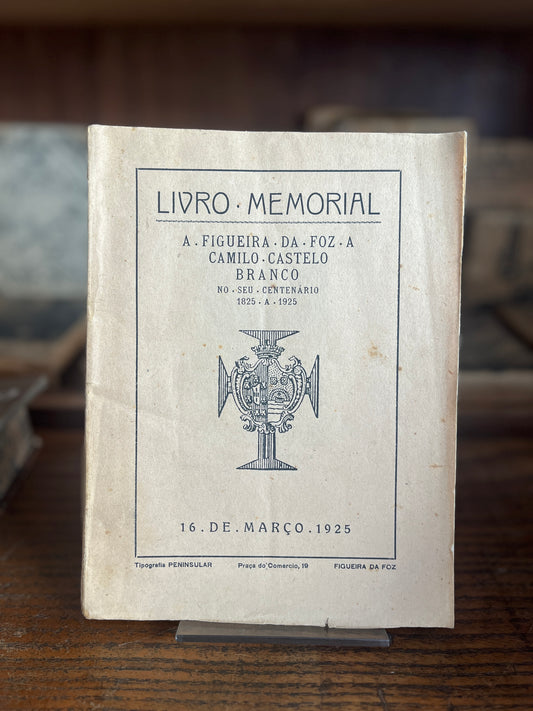 LIVRO · MEMORIAL
A . FIGUEIRA . DA . FOZ . A
CAMILO · CASTELO
BRANCO
NO . SEU . CENTENÁRIO
1825 . A . 1925
16 . DE . MARÇO . 1925
Tipografia PENINSULAR Praça do Comercio, 19 FIGUEIRA DA FOZ